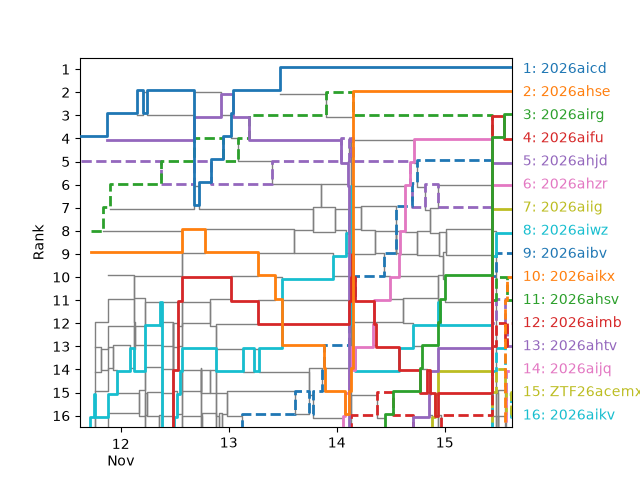 Rank
1
2
3
4
5
6
7
8
9
10
11
12
13
14
15
16
12
13
14
15
Nov
1: 2026aicd
2: 2026ahse
3: 2026airg
4: 2026aifu
5: 2026ahjd
6: 2026ahzr
7: 2026aiig
8: 2026aiwz
9: 2026aibv
10: 2026aikx
11: 2026ahsv
12: 2026aimb
13: 2026ahtv
14: 2026aijq
15: ZTF26acemx
16: 2026aikv